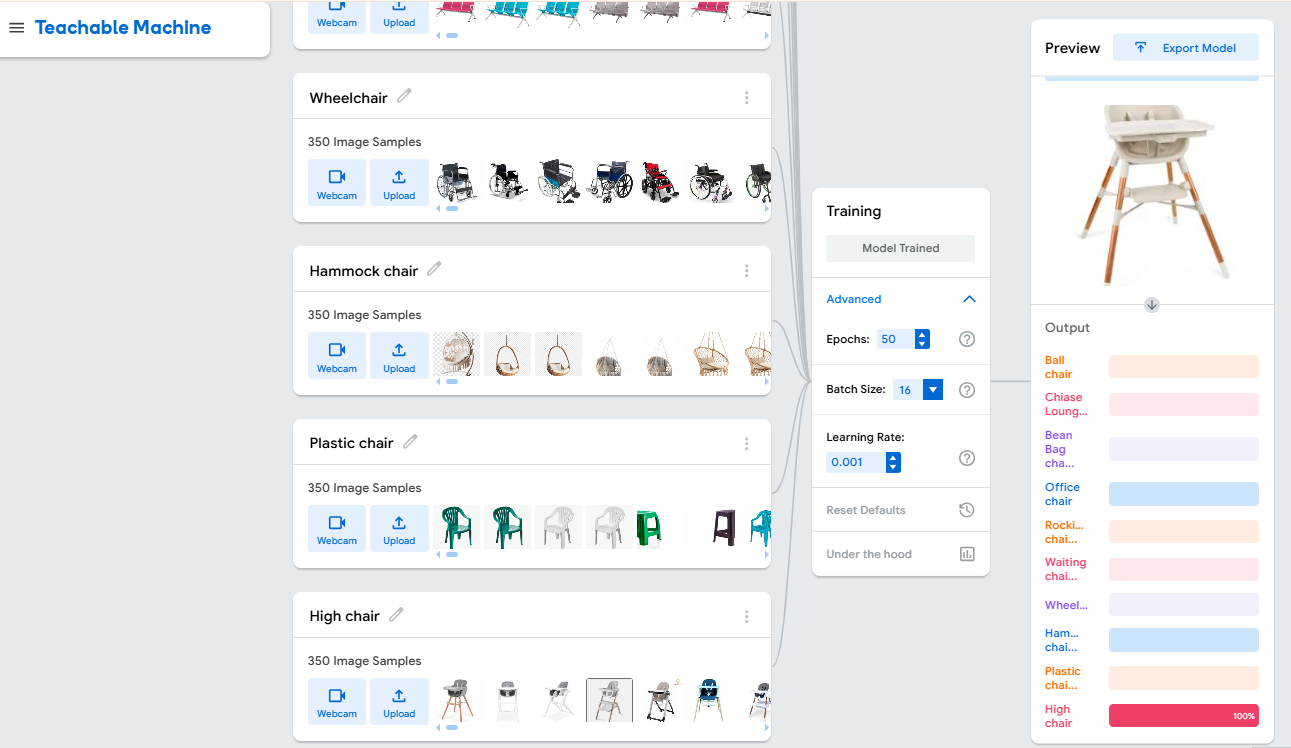 Teachable Machine
Webcam
Upload
Wheelchair
350 Image Samples
Webcam
Upload
Hammock chair
350 Image Samples
Webcam
Upload
Plastic chair
350 Image Samples
Webcam
Upload
High chair
350 Image Samples
Webcam
Upload
Training
Model Trained
Advanced
Epochs: 50
Batch Size: 16
Learning Rate:
0.001
Reset Defaults
Under the hood
Preview
Export Model
Output
Ball
chair
Chiase
Loung...
Bean
Bag
cha...
Office
chair
Rocki...
chai...
Waiting
chai...
Wheel...
Ham...
chai...
Plastic
chai...
High
chair
100%